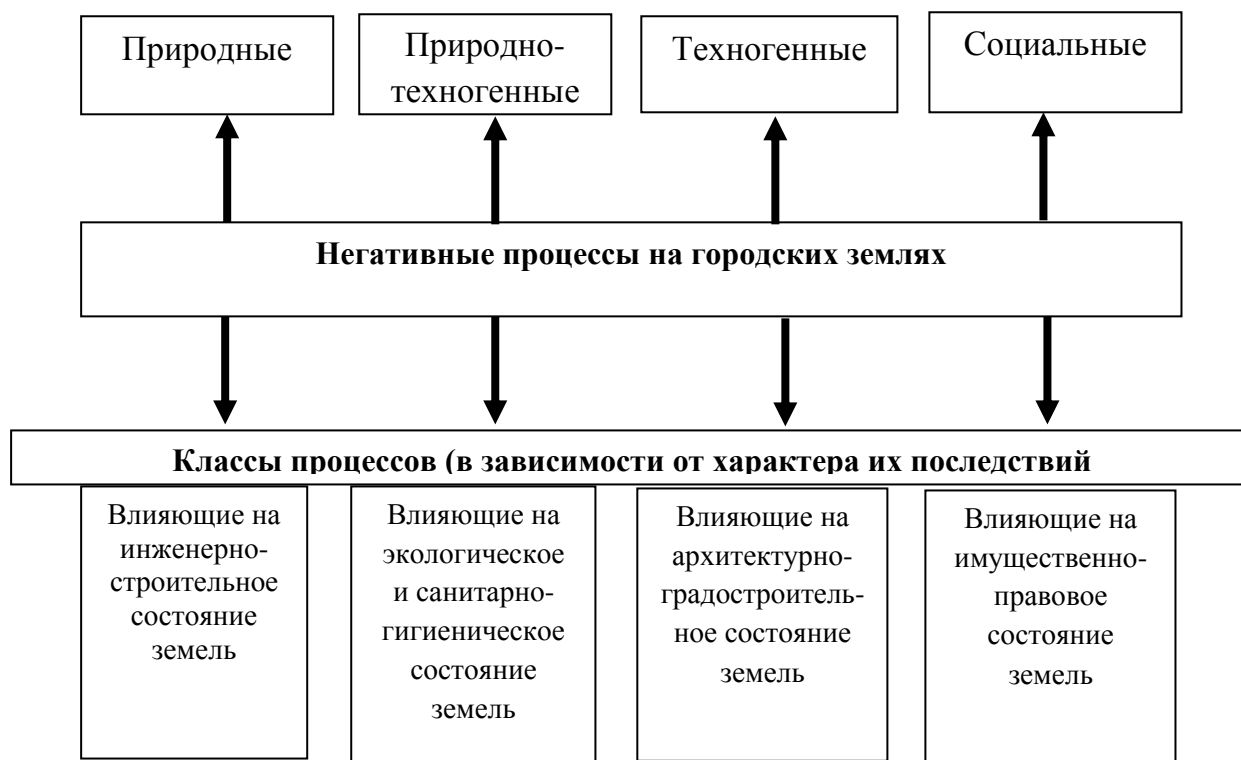 Природные
Природно-
техногенные
Техногенные
Социальные
Негативные процессы на городских землях
Классы процессов (в зависимости от характера их последствий
Влияющие на
инженерно-
строительное
состояние
земель
Влияющие на
экологическое
и санитарно-
гигиеническое
состояние
земель
Влияющие на
архитектурно-
градостроитель-
ное состояние
земель
Влияющие на
имущественно-
правовое
состояние
земель